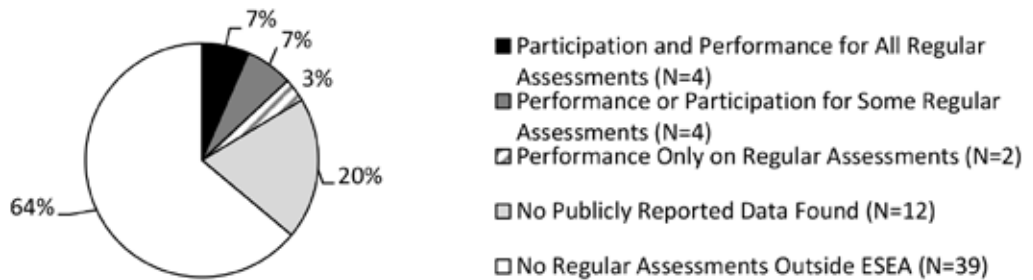 7%
7%
3%
20%
64%
Participation and Performance for All Regular
Assessments (N=4)
Performance or Participation for Some Regular
Assessments (N=4)
Performance Only on Regular Assessments (N=2)
No Publicly Reported Data Found (N=12)
No Regular Assessments Outside ESEA (N=39)